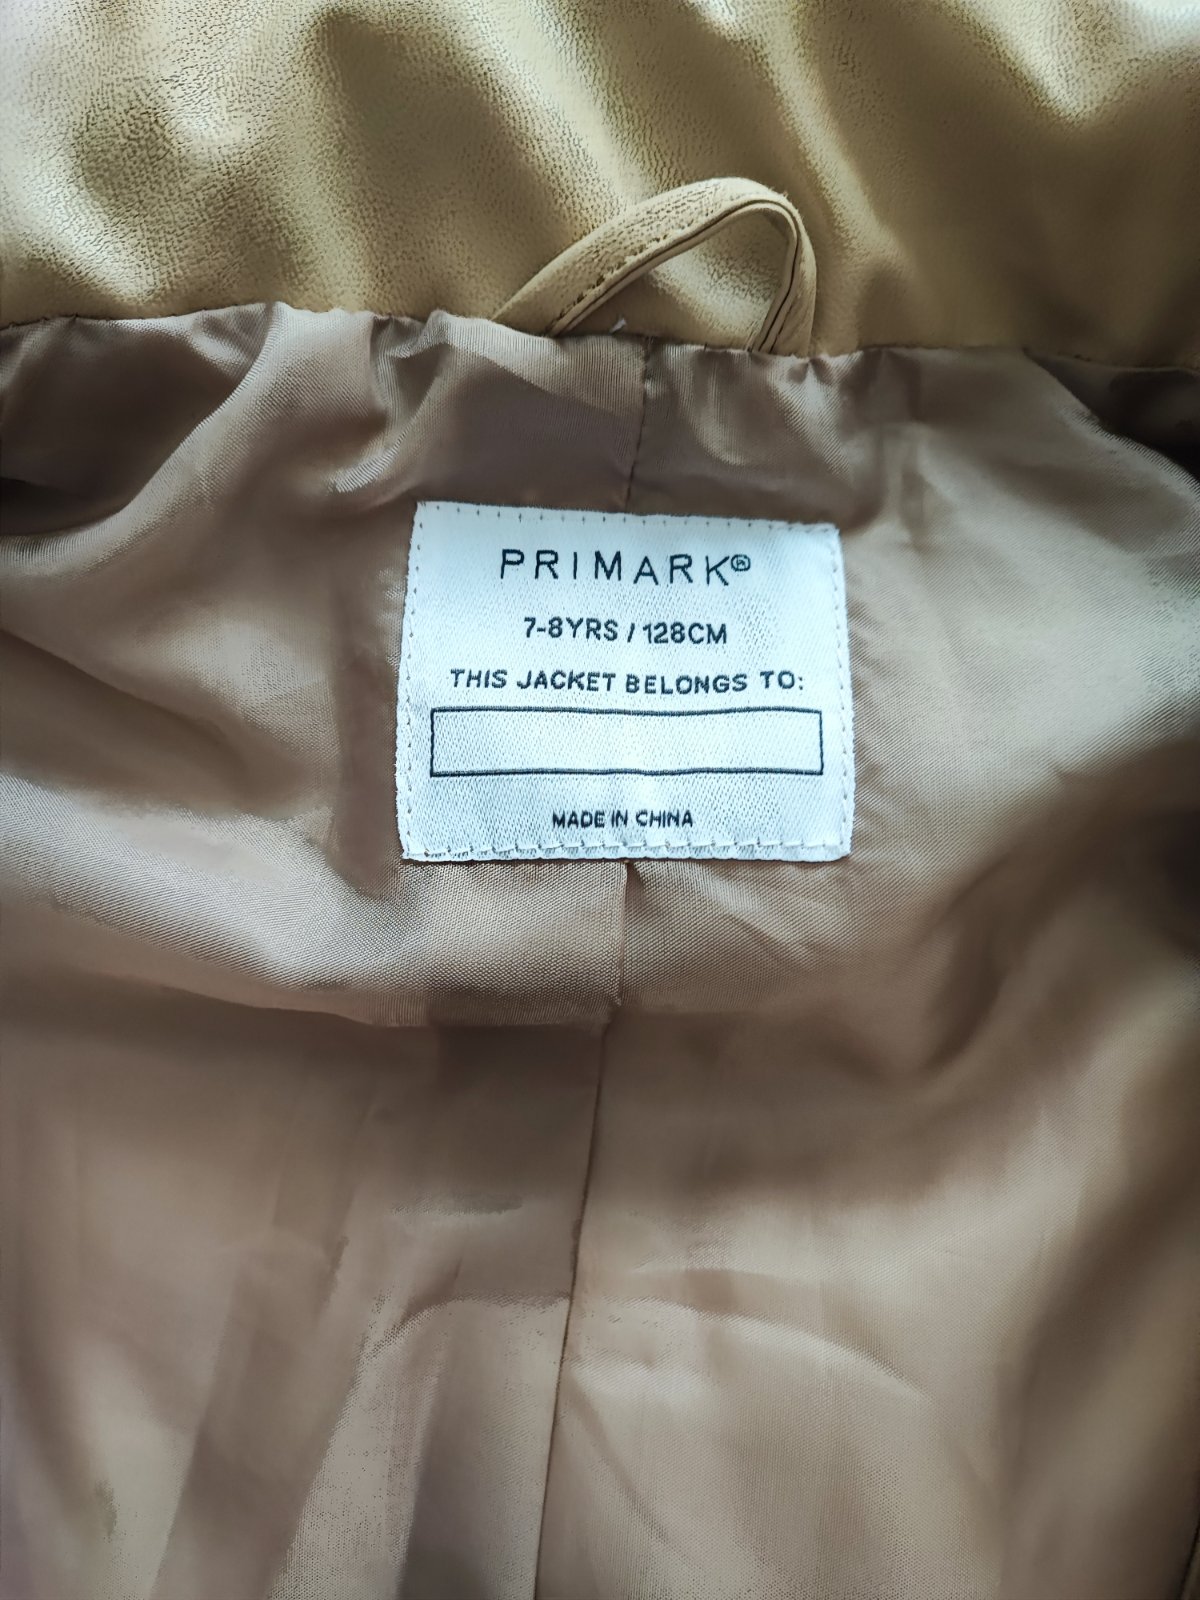 PRIMARK®
7-8YRS / 128CM
THIS JACKET BELONGS TO:
MADE IN CHINA